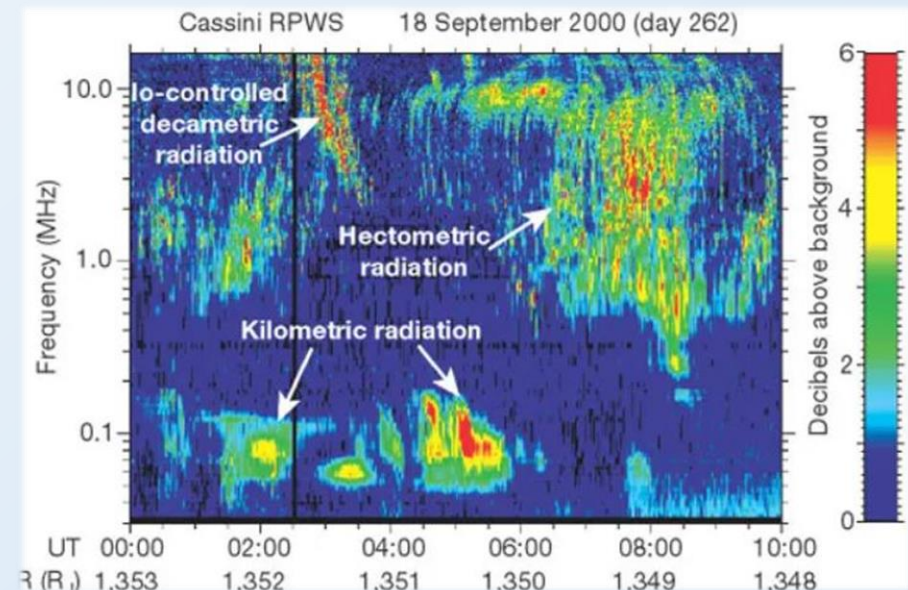 Cassini RPWS 18 September 2000 (day 262)
10.0
1.0
0.1
Frequency (MHz)
Io-controlled
decametric
radiation
Hectometric
radiation
Kilometric radiation
6
4
2
0
Decibels above background
UT 00:00 02:00 04:00 06:00 08:00 10:00
R (RJ) 1,353 1,352 1,351 1,350 1,349 1,348